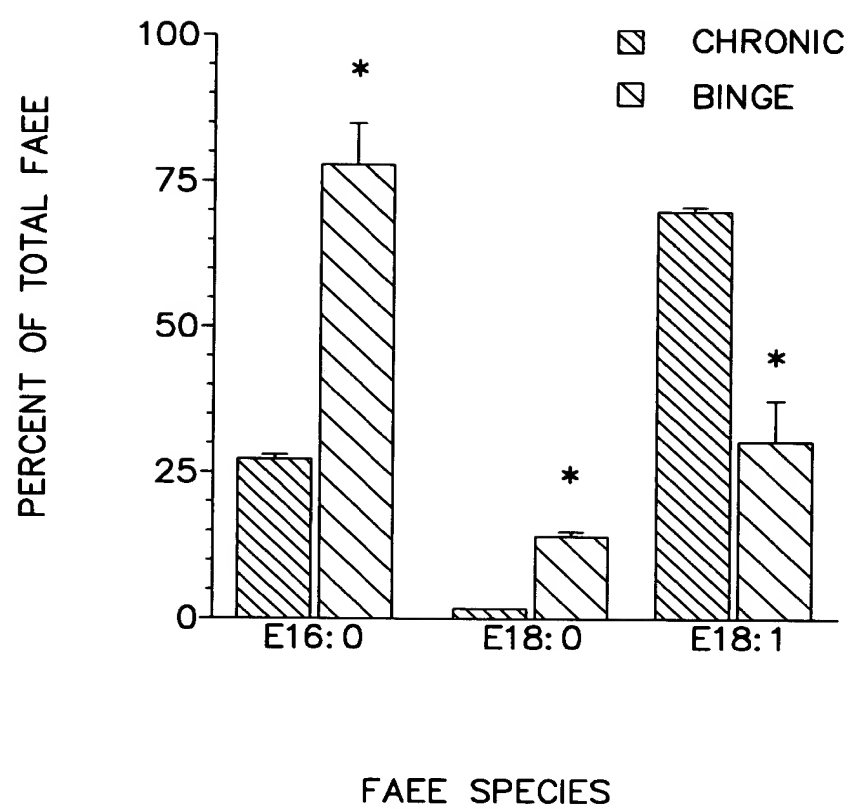 CHRONIC
BINGE
PERCENT OF TOTAL FAEE
100
75
50
25
0
*
*
*
E16:0
E18:0
E18:1
FAEE SPECIES